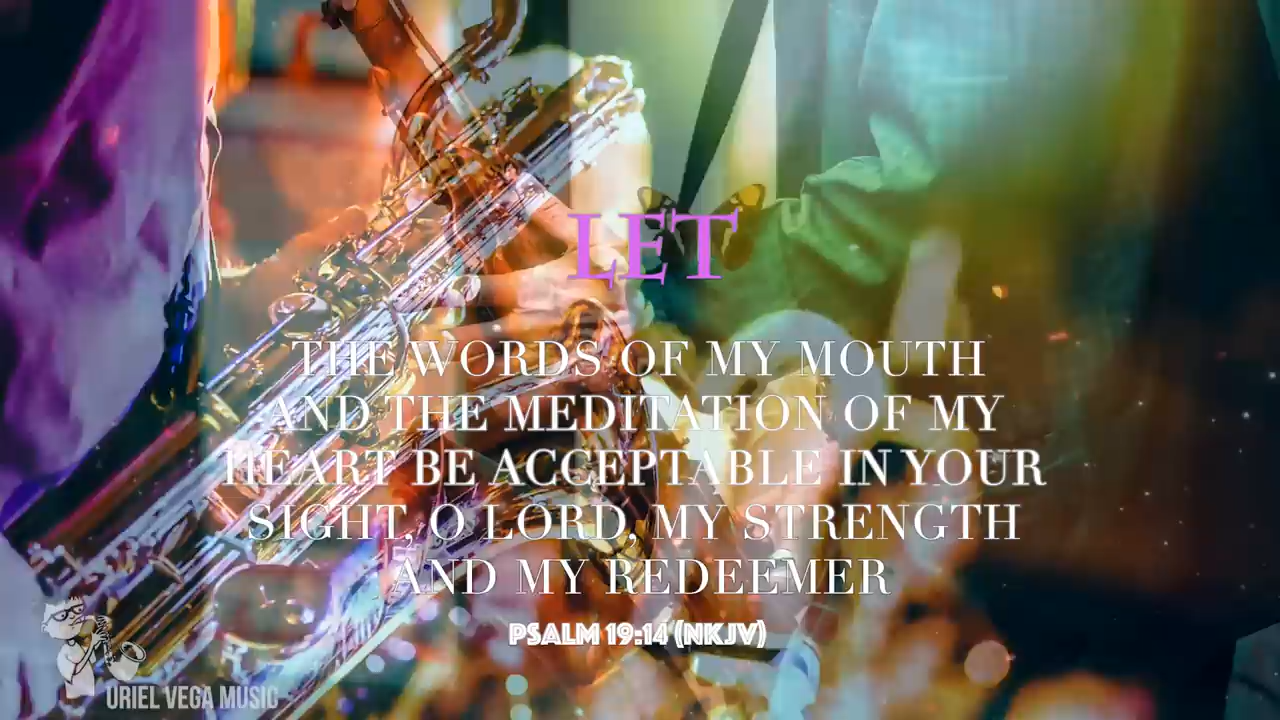 LET
THE WORDS OF MY MOUTH
AND THE MEDITATION OF MY
HEART BE ACCEPTABLE IN YOUR
SIGHT, O LORD, MY STRENGTH
AND MY REDEEMER
PSALM 19:14 (NKJV)
URIEL VEGA MUSIC